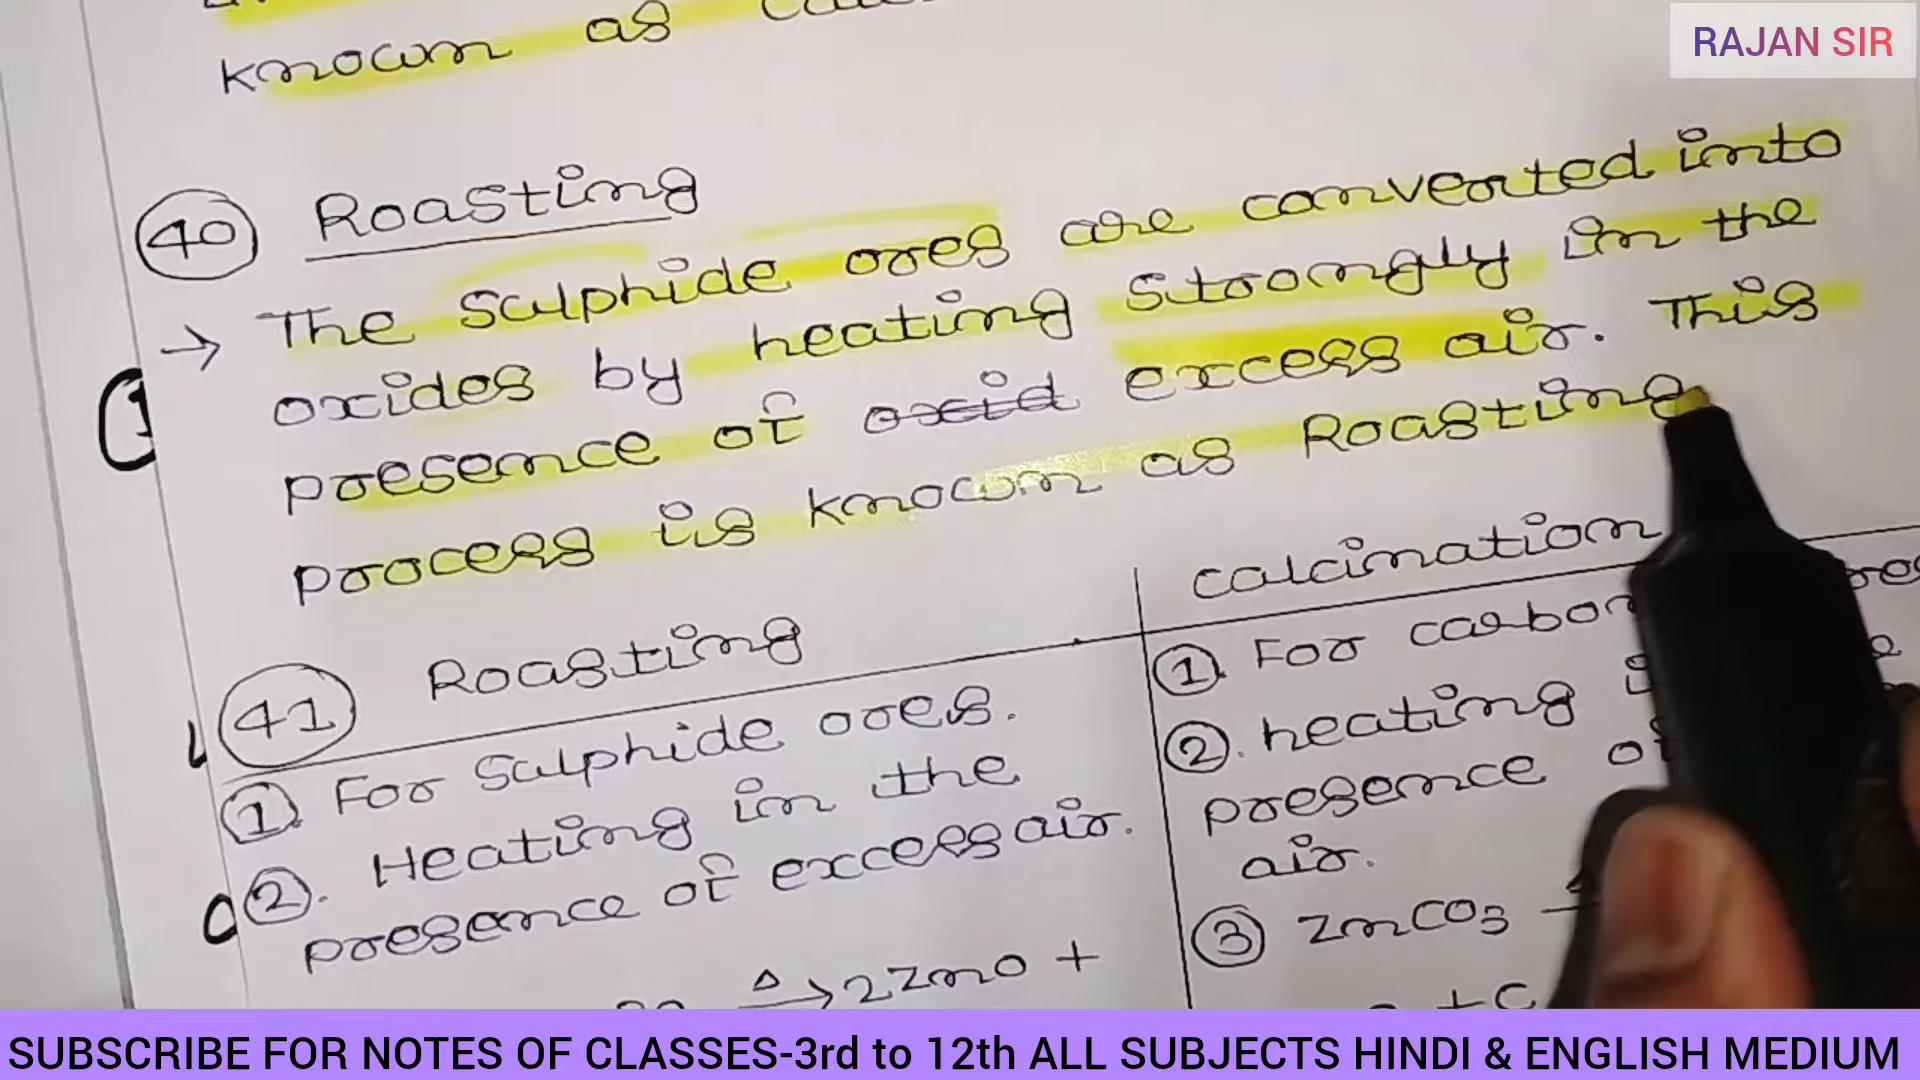 known as
RAJAN SIR
40 Roasting
→ The Sulphide ores are converted into
oxides by heating Strongly in the
presence of oxid excess air. This
process is known as Roasting
41 Roasting
1. For Sulphide ores.
2. Heating in the
presence of excess air.
Δ → 2ZnO +
Calcination
1. For
2. heating
presence of
air.
3 ZnCO3
SUBSCRIBE FOR NOTES OF CLASSES-3rd to 12th ALL SUBJECTS HINDI & ENGLISH MEDIUM